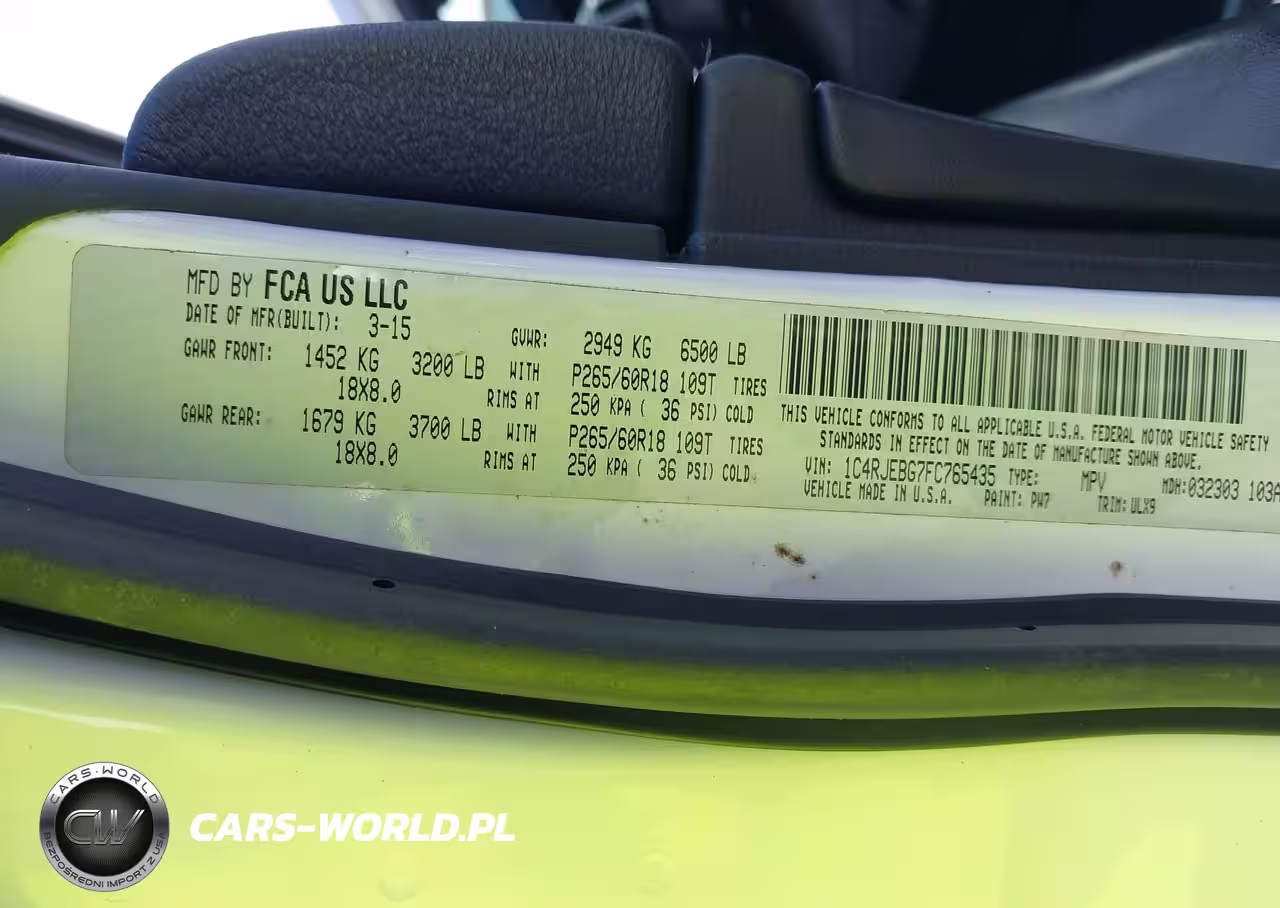 MFD BY FCA US LLC
DATE OF MFR(BUILT): 3-15 GVWR: 2949 KG 6500 LB
GAWR FRONT: 1452 KG 3200 LB WITH P265/60R18 109T TIRES
18X8.0 RIMS AT 250 KPA ( 36 PSI) COLD
GAWR REAR: 1679 KG 3700 LB WITH P265/60R18 109T TIRES
18X8.0 RIMS AT 250 KPA ( 36 PSI) COLD
THIS VEHICLE CONFORMS TO ALL APPLICABLE U.S.A. FEDERAL MOTOR VEHICLE SAFETY
STANDARDS IN EFFECT ON THE DATE OF MANUFACTURE SHOWN ABOVE.
VIN: 1C4RJEBG7FC765435 TYPE: MPV MDH:032303 103A
VEHICLE MADE IN U.S.A. PAINT: PW7 TRIM: ULX9
CARS-WORLD
CW
BEZPOŚREDNI IMPORT Z USA
CARS-WORLD.PL